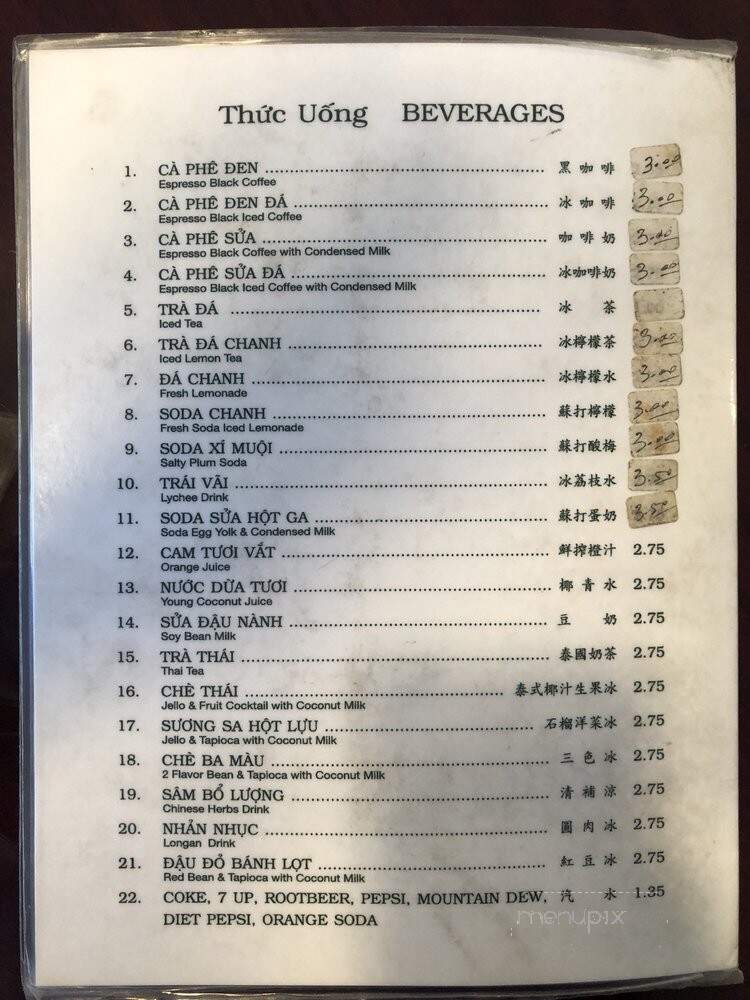 Thức Uống BEVERAGES
1. CÀ PHÊ ĐEN 黑咖啡 3.00
Espresso Black Coffee
2. CÀ PHÊ ĐEN ĐÁ 冰咖啡 3.00
Espresso Black Iced Coffee
3. CÀ PHÊ SỬA 咖啡奶 3.00
Espresso Black Coffee with Condensed Milk
4. CÀ PHÊ SỬA ĐÁ 冰咖啡奶 3.00
Espresso Black Iced Coffee with Condensed Milk
5. TRÀ ĐÁ 冰茶
Iced Tea
6. TRÀ ĐÁ CHANH 冰檸檬茶 3.00
Iced Lemon Tea
7. ĐÁ CHANH 冰檸檬水 3.00
Fresh Lemonade
8. SODA CHANH 蘇打檸檬 3.00
Fresh Soda Iced Lemonade
9. SODA XÍ MUỘI 蘇打酸梅 3.00
Salty Plum Soda
10. TRÁI VÃI 冰荔枝水 3.50
Lychee Drink
11. SODA SỬA HỘT GA 蘇打蛋奶 3.50
Soda Egg Yolk & Condensed Milk
12. CAM TƯƠI VẮT 鮮搾橙汁 2.75
Orange Juice
13. NƯỚC DỪA TƯƠI 椰青水 2.75
Young Coconut Juice
14. SỬA ĐẬU NÀNH 豆奶 2.75
Soy Bean Milk
15. TRÀ THÁI 泰國奶茶 2.75
Thai Tea
16. CHÈ THÁI 泰式椰汁生果冰 2.75
Jello & Fruit Cocktail with Coconut Milk
17. SƯƠNG SA HỘT LỰU 石榴洋菜冰 2.75
Jello & Tapioca with Coconut Milk
18. CHÈ BA MÀU 三色冰 2.75
2 Flavor Bean & Tapioca with Coconut Milk
19. SÂM BỔ LƯỢNG 清補涼 2.75
Chinese Herbs Drink
20. NHẢN NHỤC 圓肉冰 2.75
Longan Drink
21. ĐẬU ĐỎ BÁNH LỌT 紅豆冰 2.75
Red Bean & Tapioca with Coconut Milk
22. COKE, 7 UP, ROOTBEER, PEPSI, MOUNTAIN DEW, 汽水 1.35
DIET PEPSI, ORANGE SODA
menupix